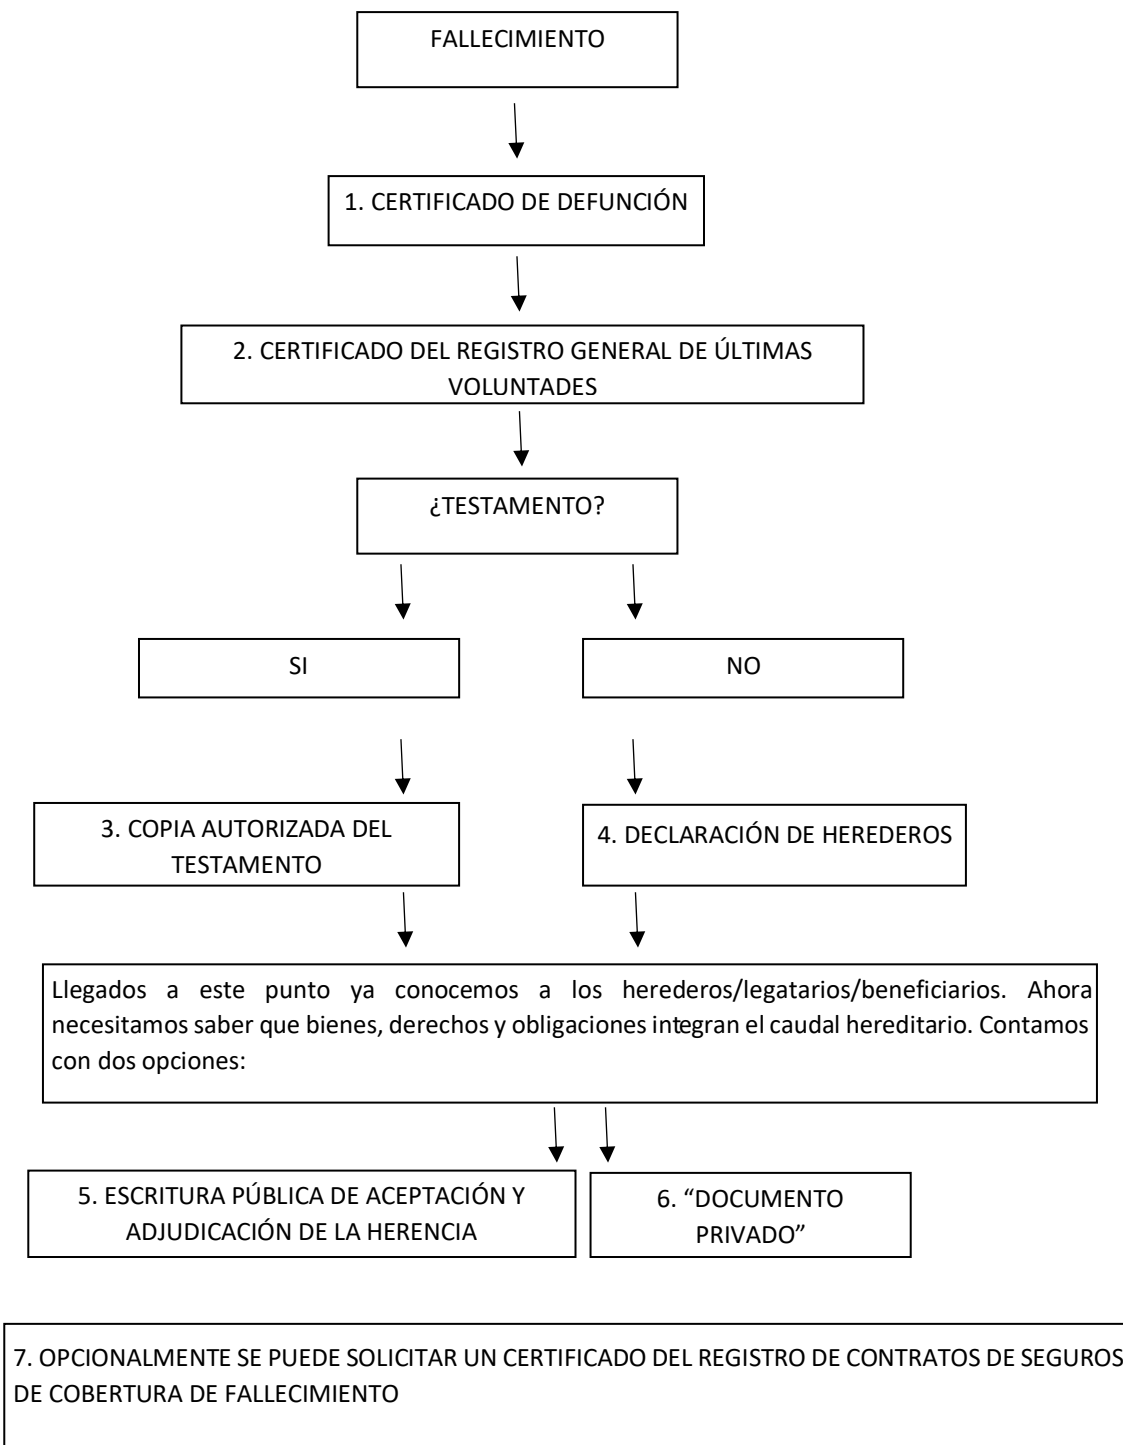 FALLECIMIENTO
1. CERTIFICADO DE DEFUNCIÓN
2. CERTIFICADO DEL REGISTRO GENERAL DE ÚLTIMAS
VOLUNTADES
¿TESTAMENTO?
SI
NO
3. COPIA AUTORIZADA DEL
TESTAMENTO
4. DECLARACIÓN DE HEREDEROS
Llegados a este punto ya conocemos a los herederos/legatarios/beneficiarios. Ahora
necesitamos saber que bienes, derechos y obligaciones integran el caudal hereditario. Contamos
con dos opciones:
5. ESCRITURA PÚBLICA DE ACEPTACIÓN Y
ADJUDICACIÓN DE LA HERENCIA
6. “DOCUMENTO
PRIVADO”
7. OPCIONALMENTE SE PUEDE SOLICITAR UN CERTIFICADO DEL REGISTRO DE CONTRATOS DE SEGUROS
DE COBERTURA DE FALLECIMIENTO